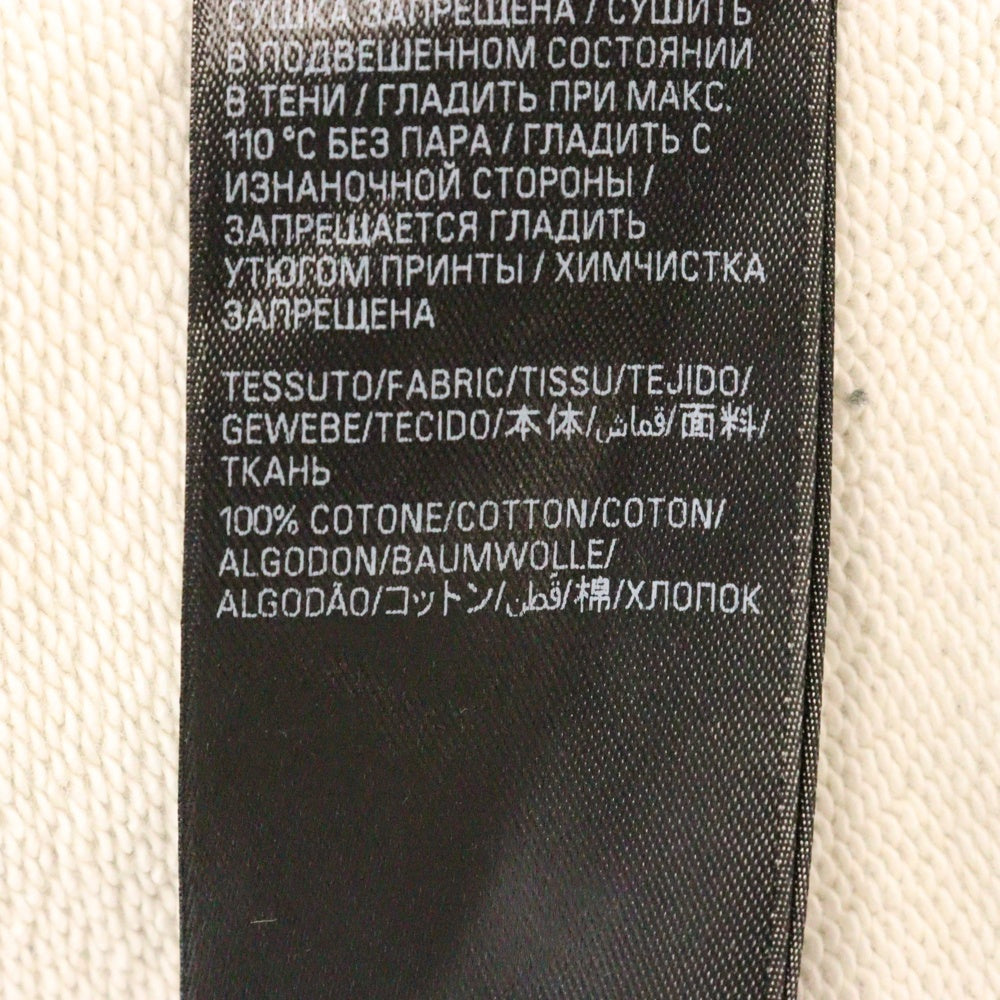 СУШКА ЗАПРЕЩЕНА / СУШИТЬ
В ПОДВЕШЕННОМ СОСТОЯНИИ
В ТЕНИ / ГЛАДИТЬ ПРИ МАКС.
110 °C БЕЗ ПАРА / ГЛАДИТЬ С
ИЗНАНОЧНОЙ СТОРОНЫ /
ЗАПРЕЩАЕТСЯ ГЛАДИТЬ
УТЮГОМ ПРИНТЫ / ХИМЧИСТКА
ЗАПРЕЩЕНА
TESSUTO/FABRIC/TISSU/TEJIDO/
GEWEBE/TECIDO/本体/قماش/面料/
ТКАНЬ
100% COTONE/COTTON/COTON/
ALGODON/BAUMWOLLE/
ALGODÃO/コットン/قطن/棉/ХЛОПОК